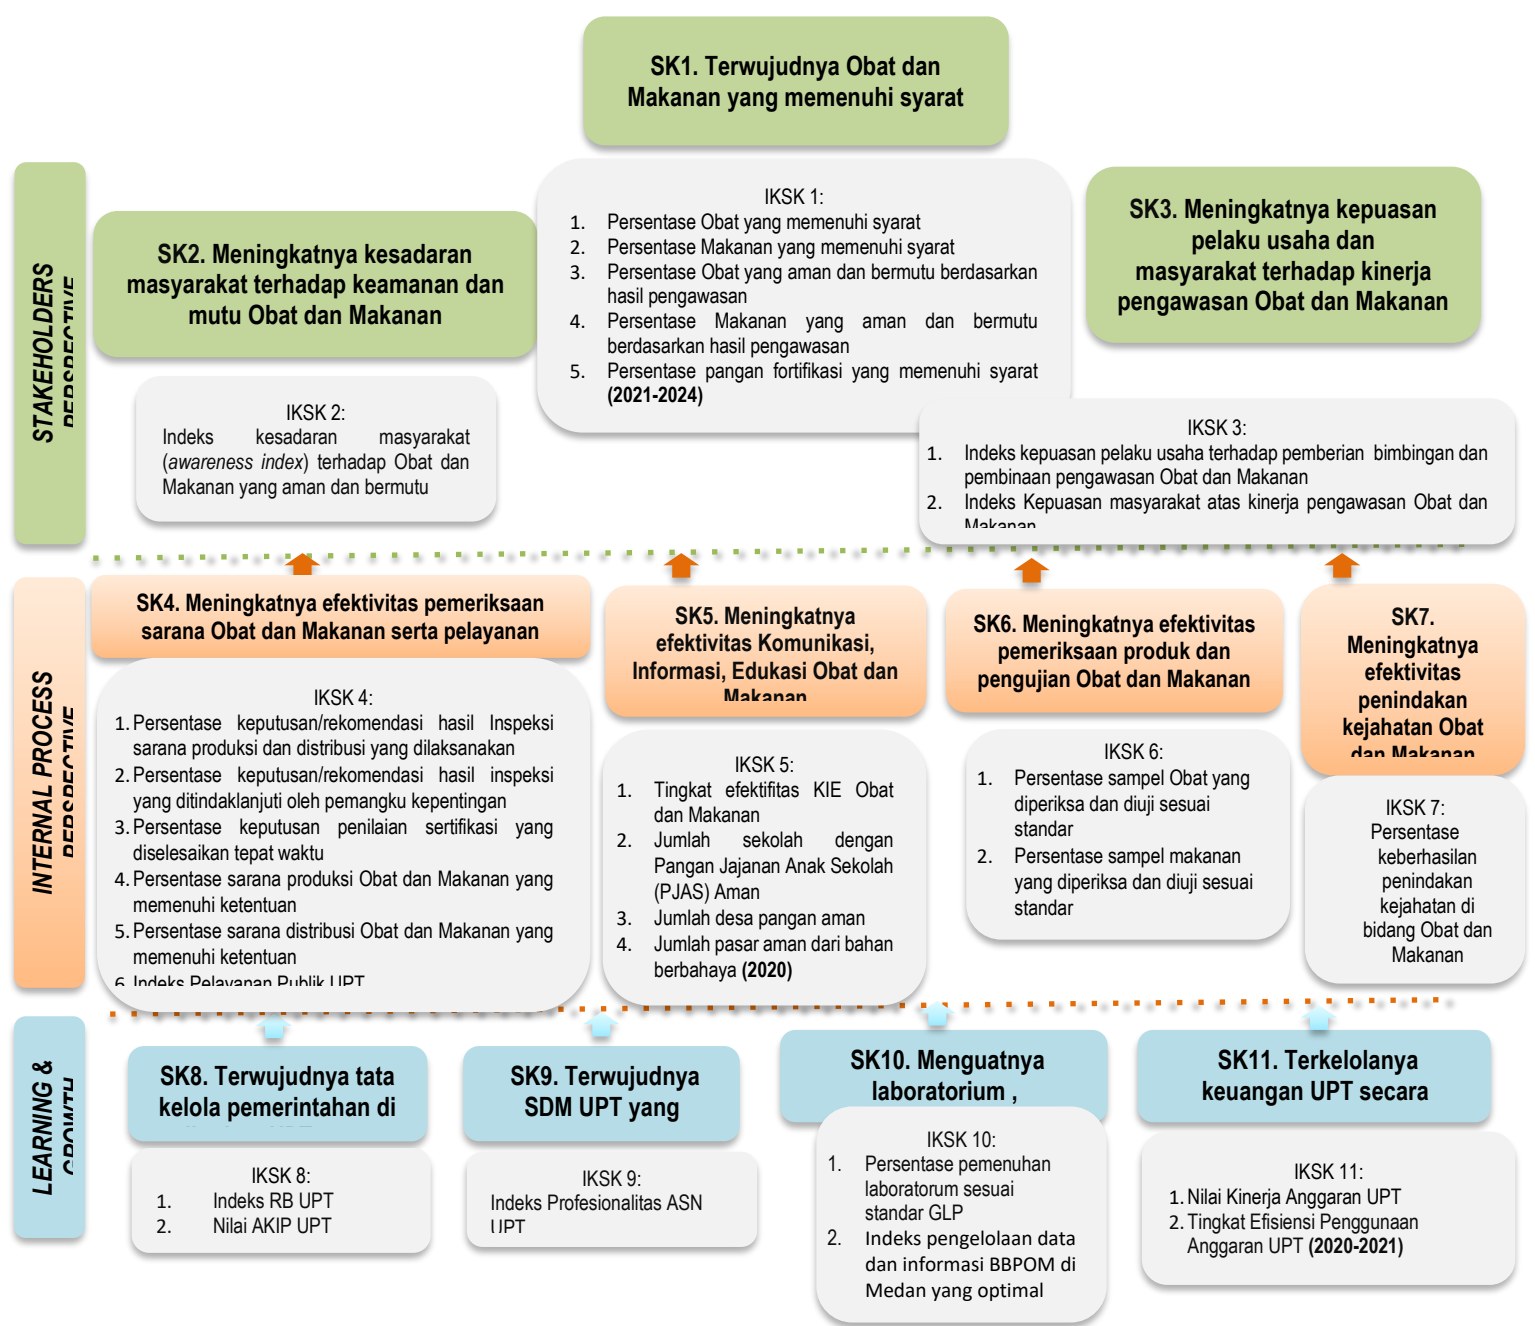 SK1. Terwujudnya Obat dan
Makanan yang memenuhi syarat
STAKEHOLDERS
PERSPECTIVE
SK2. Meningkatnya kesadaran
masyarakat terhadap keamanan dan
mutu Obat dan Makanan
IKSK 1:
1. Persentase Obat yang memenuhi syarat
2. Persentase Makanan yang memenuhi syarat
3. Persentase Obat yang aman dan bermutu berdasarkan
hasil pengawasan
4. Persentase Makanan yang aman dan bermutu
berdasarkan hasil pengawasan
5. Persentase pangan fortifikasi yang memenuhi syarat
(2021-2024)
SK3. Meningkatnya kepuasan
pelaku usaha dan
masyarakat terhadap kinerja
pengawasan Obat dan Makanan
IKSK 2:
Indeks kesadaran masyarakat
(awareness index) terhadap Obat dan
Makanan yang aman dan bermutu
IKSK 3:
1. Indeks kepuasan pelaku usaha terhadap pemberian bimbingan dan
pembinaan pengawasan Obat dan Makanan
2. Indeks Kepuasan masyarakat atas kinerja pengawasan Obat dan
Makanan
INTERNAL PROCESS
PERSPECTIVE
SK4. Meningkatnya efektivitas pemeriksaan
sarana Obat dan Makanan serta pelayanan
IKSK 4:
1. Persentase keputusan/rekomendasi hasil Inspeksi
sarana produksi dan distribusi yang dilaksanakan
2. Persentase keputusan/rekomendasi hasil inspeksi
yang ditindaklanjuti oleh pemangku kepentingan
3. Persentase keputusan penilaian sertifikasi yang
diselesaikan tepat waktu
4. Persentase sarana produksi Obat dan Makanan yang
memenuhi ketentuan
5. Persentase sarana distribusi Obat dan Makanan yang
memenuhi ketentuan
6. Indeks Pelayanan Publik UPT
SK5. Meningkatnya
efektivitas Komunikasi,
Informasi, Edukasi Obat dan
Makanan
IKSK 5:
1. Tingkat efektifitas KIE Obat
dan Makanan
2. Jumlah sekolah dengan
Pangan Jajanan Anak Sekolah
(PJAS) Aman
3. Jumlah desa pangan aman
4. Jumlah pasar aman dari bahan
berbahaya (2020)
SK6. Meningkatnya efektivitas
pemeriksaan produk dan
pengujian Obat dan Makanan
IKSK 6:
1. Persentase sampel Obat yang
diperiksa dan diuji sesuai
standar
2. Persentase sampel makanan
yang diperiksa dan diuji sesuai
standar
SK7.
Meningkatnya
efektivitas
penindakan
kejahatan Obat
dan Makanan
IKSK 7:
Persentase
keberhasilan
penindakan
kejahatan di
bidang Obat dan
Makanan
LEARNING &
GROWTH
SK8. Terwujudnya tata
kelola pemerintahan di
IKSK 8:
1. Indeks RB UPT
2. Nilai AKIP UPT
SK9. Terwujudnya
SDM UPT yang
IKSK 9:
Indeks Profesionalitas ASN
UPT
SK10. Menguatnya
laboratorium ,
IKSK 10:
1. Persentase pemenuhan
laboratorum sesuai
standar GLP
2. Indeks pengelolaan data
dan informasi BBPOM di
Medan yang optimal
SK11. Terkelolanya
keuangan UPT secara
IKSK 11:
1. Nilai Kinerja Anggaran UPT
2. Tingkat Efisiensi Penggunaan
Anggaran UPT (2020-2021)